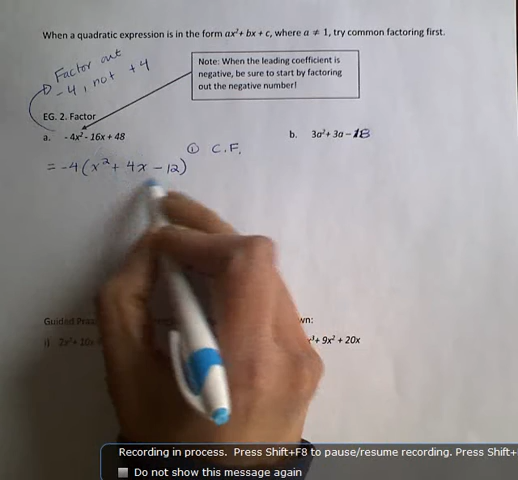 When a quadratic expression is in the form ax²+ bx + c, where a ≠ 1, try common factoring first.
Factor out
-4, not +4
Note: When the leading coefficient is
negative, be sure to start by factoring
out the negative number!
EG. 2. Factor
a. - 4x²- 16x + 48
b. 3a²+ 3a – 18
① C.F.
= -4(x² + 4x - 12)
Guided
wn:
i) 2x²+ 10x
³+ 9x² + 20x
Recording in process. Press Shift+F8 to pause/resume recording. Press Shift+
Do not show this message again